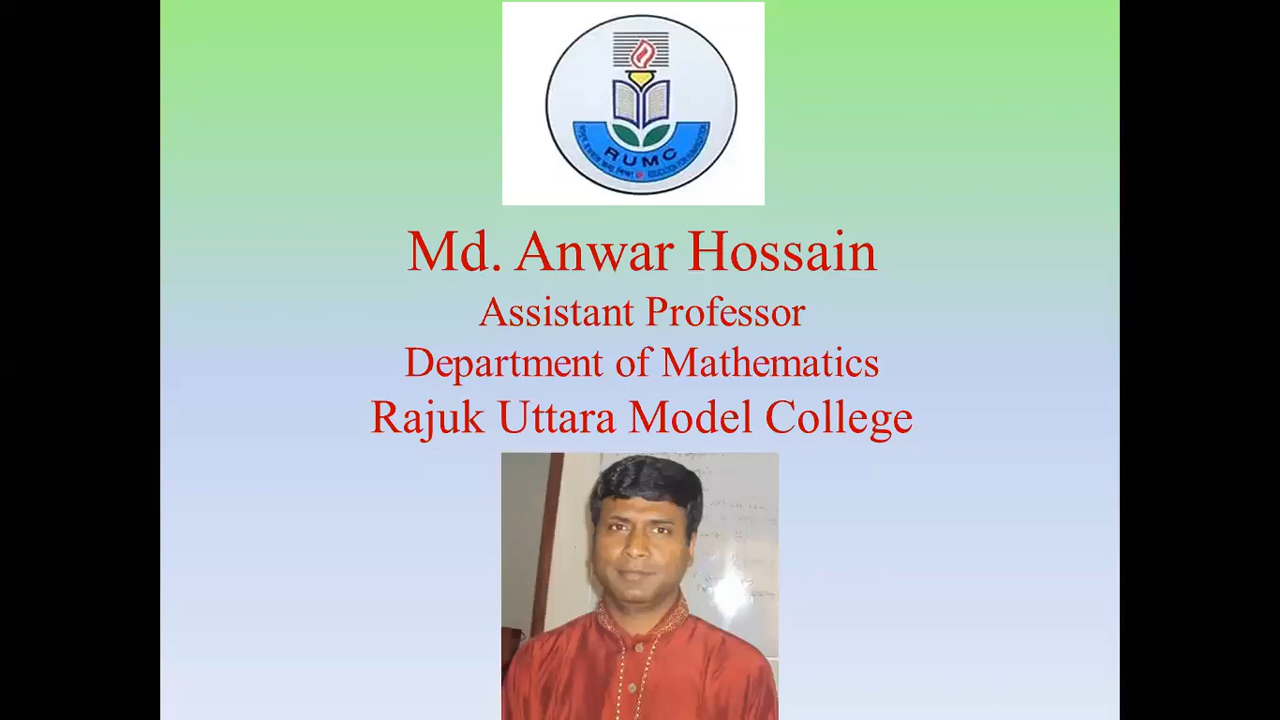 RUMC
Md. Anwar Hossain
Assistant Professor
Department of Mathematics
Rajuk Uttara Model College